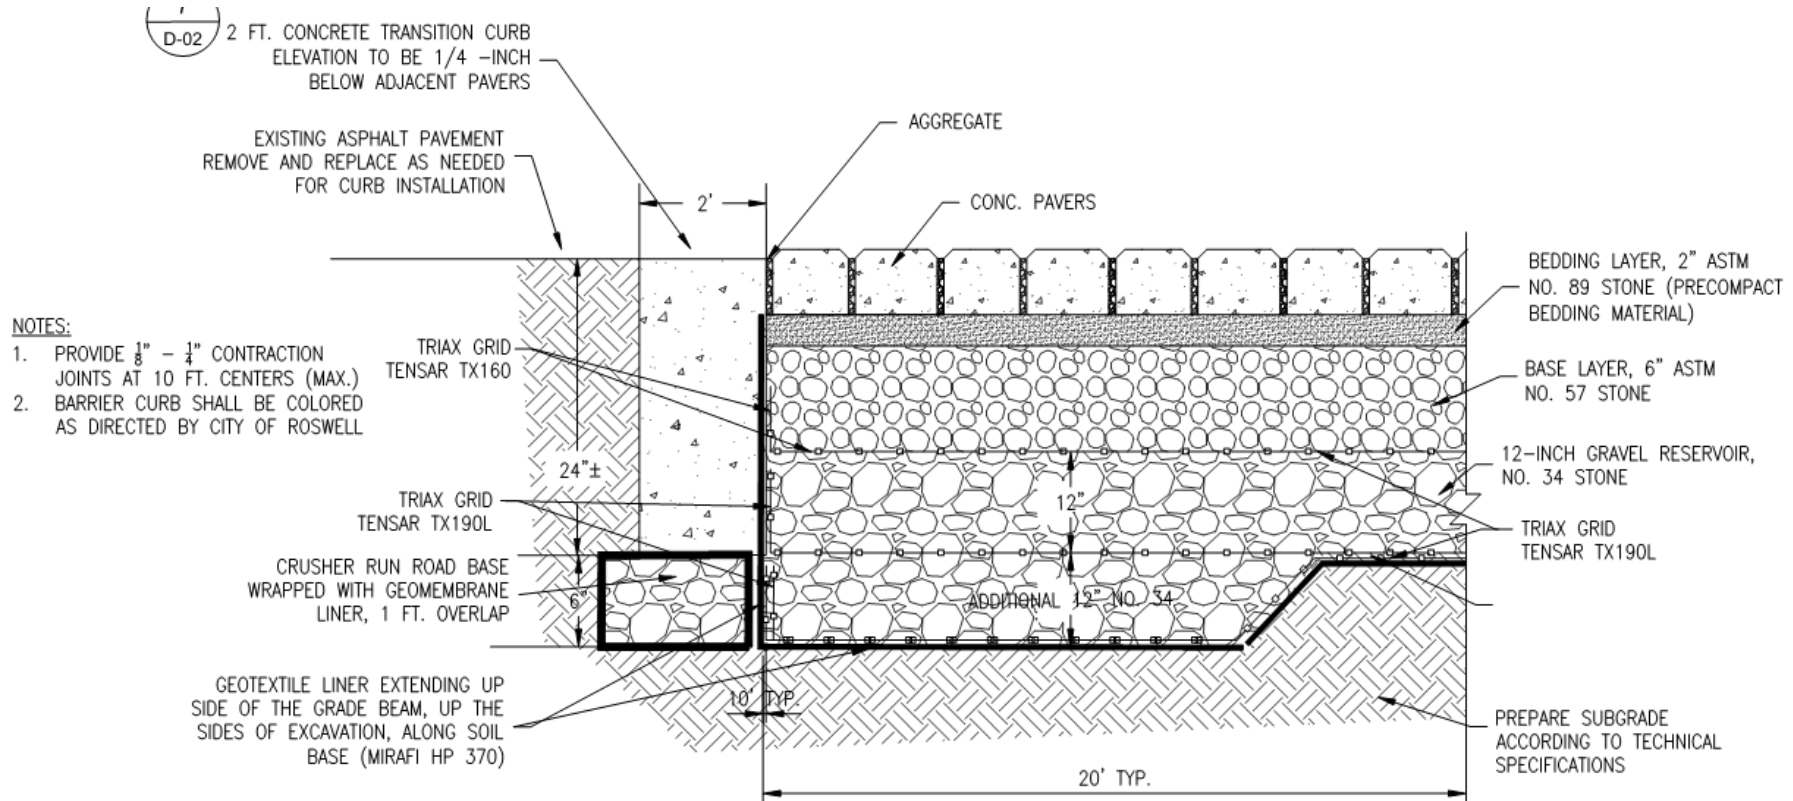 D-02
2 FT. CONCRETE TRANSITION CURB
ELEVATION TO BE 1/4 -INCH
BELOW ADJACENT PAVERS
EXISTING ASPHALT PAVEMENT
REMOVE AND REPLACE AS NEEDED
FOR CURB INSTALLATION
AGGREGATE
CONC. PAVERS
2'
BEDDING LAYER, 2" ASTM
NO. 89 STONE (PRECOMPACT
BEDDING MATERIAL)
NOTES:
1. PROVIDE 1/8" - 1/4" CONTRACTION
JOINTS AT 10 FT. CENTERS (MAX.)
2. BARRIER CURB SHALL BE COLORED
AS DIRECTED BY CITY OF ROSWELL
TRIAX GRID
TENSAR TX160
BASE LAYER, 6" ASTM
NO. 57 STONE
24"±
12-INCH GRAVEL RESERVOIR,
NO. 34 STONE
TRIAX GRID
TENSAR TX190L
12"
TRIAX GRID
TENSAR TX190L
CRUSHER RUN ROAD BASE
WRAPPED WITH GEOMEMBRANE
LINER, 1 FT. OVERLAP
6"
ADDITIONAL 12" NO. 34
GEOTEXTILE LINER EXTENDING UP
SIDE OF THE GRADE BEAM, UP THE
SIDES OF EXCAVATION, ALONG SOIL
BASE (MIRAFI HP 370)
10' TYP.
PREPARE SUBGRADE
ACCORDING TO TECHNICAL
SPECIFICATIONS
20' TYP.